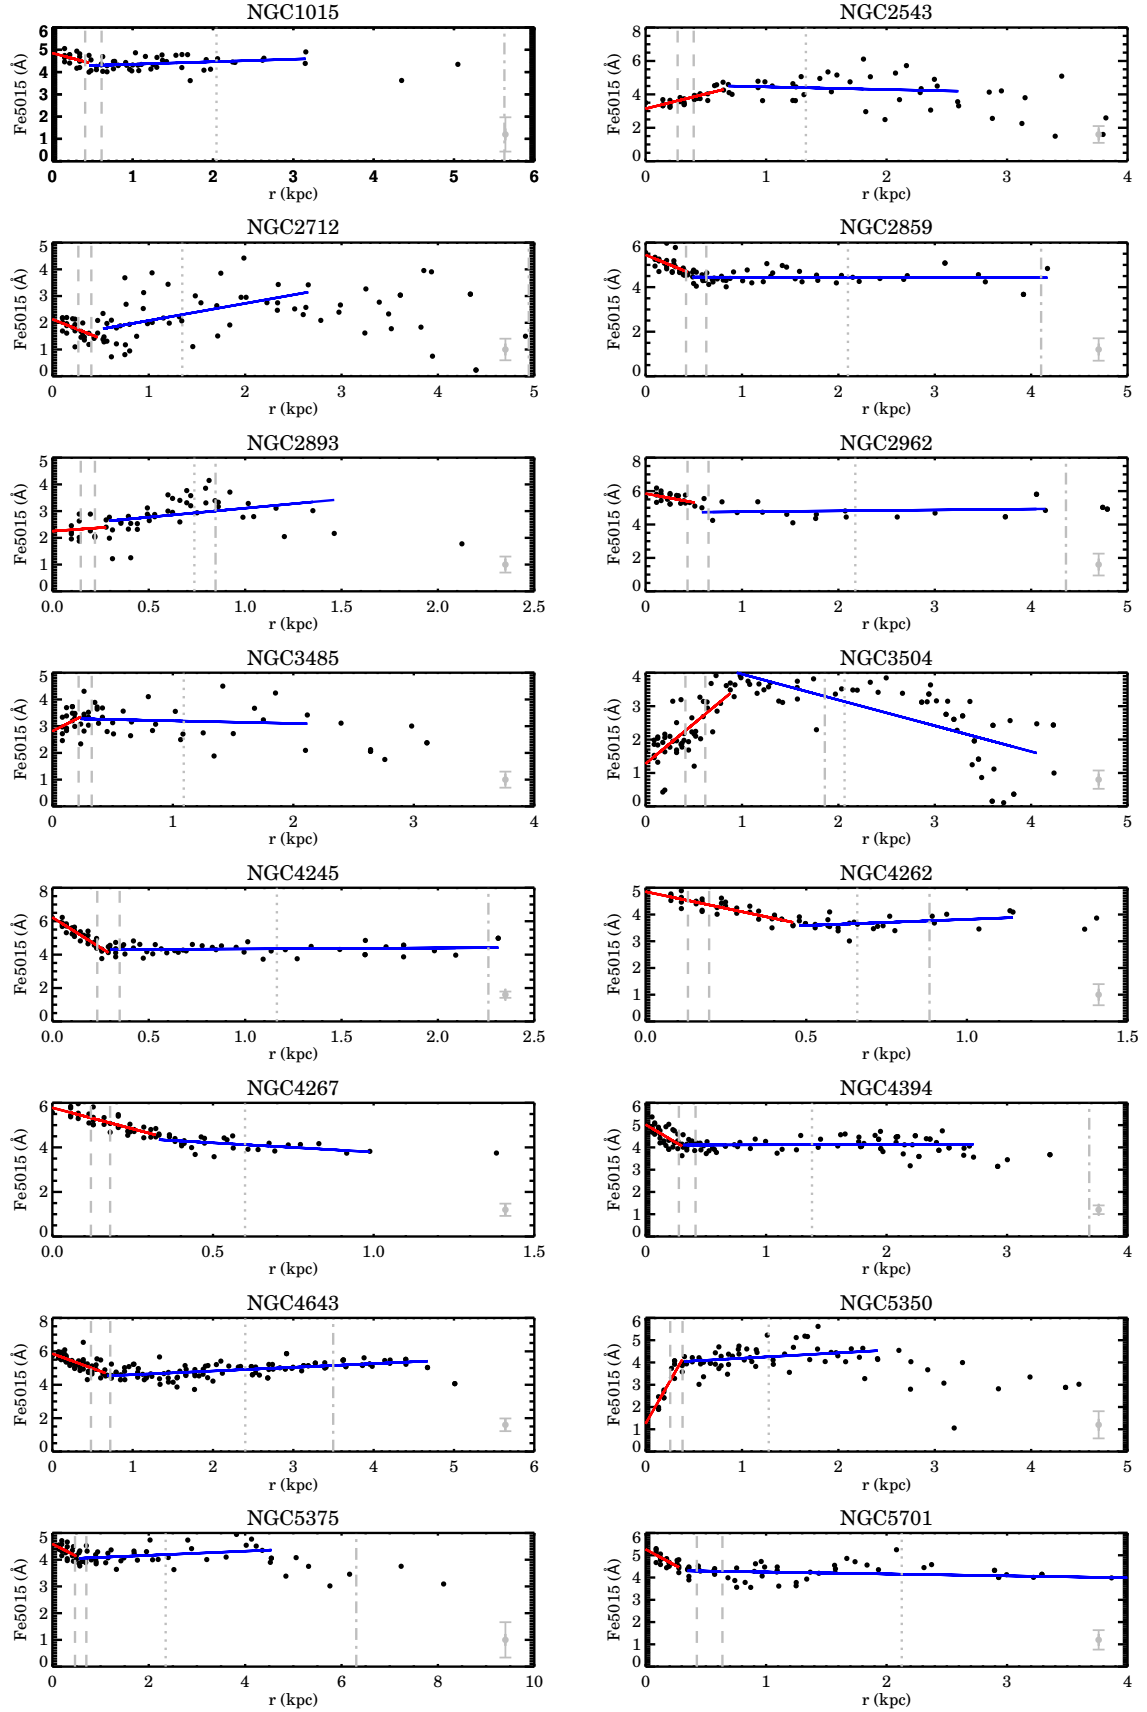 NGC1015
6
5
4
3
2
1
0
Fe5015 (Å)
0 1 2 3 4 5 6
r (kpc)
NGC2543
8
6
4
2
0
Fe5015 (Å)
0 1 2 3 4
r (kpc)
NGC2712
5
4
3
2
1
0
Fe5015 (Å)
0 1 2 3 4 5
r (kpc)
NGC2859
6
4
2
0
Fe5015 (Å)
0 1 2 3 4 5
r (kpc)
NGC2893
5
4
3
2
1
0
Fe5015 (Å)
0.0 0.5 1.0 1.5 2.0 2.5
r (kpc)
NGC2962
8
6
4
2
0
Fe5015 (Å)
0 1 2 3 4 5
r (kpc)
NGC3485
5
4
3
2
1
0
Fe5015 (Å)
0 1 2 3 4
r (kpc)
NGC3504
4
3
2
1
0
Fe5015 (Å)
0 1 2 3 4 5
r (kpc)
NGC4245
8
6
4
2
0
Fe5015 (Å)
0.0 0.5 1.0 1.5 2.0 2.5
r (kpc)
NGC4262
5
4
3
2
1
0
Fe5015 (Å)
0.0 0.5 1.0 1.5
r (kpc)
NGC4267
6
4
2
0
Fe5015 (Å)
0.0 0.5 1.0 1.5
r (kpc)
NGC4394
6
5
4
3
2
1
0
Fe5015 (Å)
0 1 2 3 4
r (kpc)
NGC4643
8
6
4
2
0
Fe5015 (Å)
0 1 2 3 4 5 6
r (kpc)
NGC5350
6
5
4
3
2
1
0
Fe5015 (Å)
0 1 2 3 4 5
r (kpc)
NGC5375
5
4
3
2
1
0
Fe5015 (Å)
0 2 4 6 8 10
r (kpc)
NGC5701
6
5
4
3
2
1
0
Fe5015 (Å)
0 1 2 3 4
r (kpc)